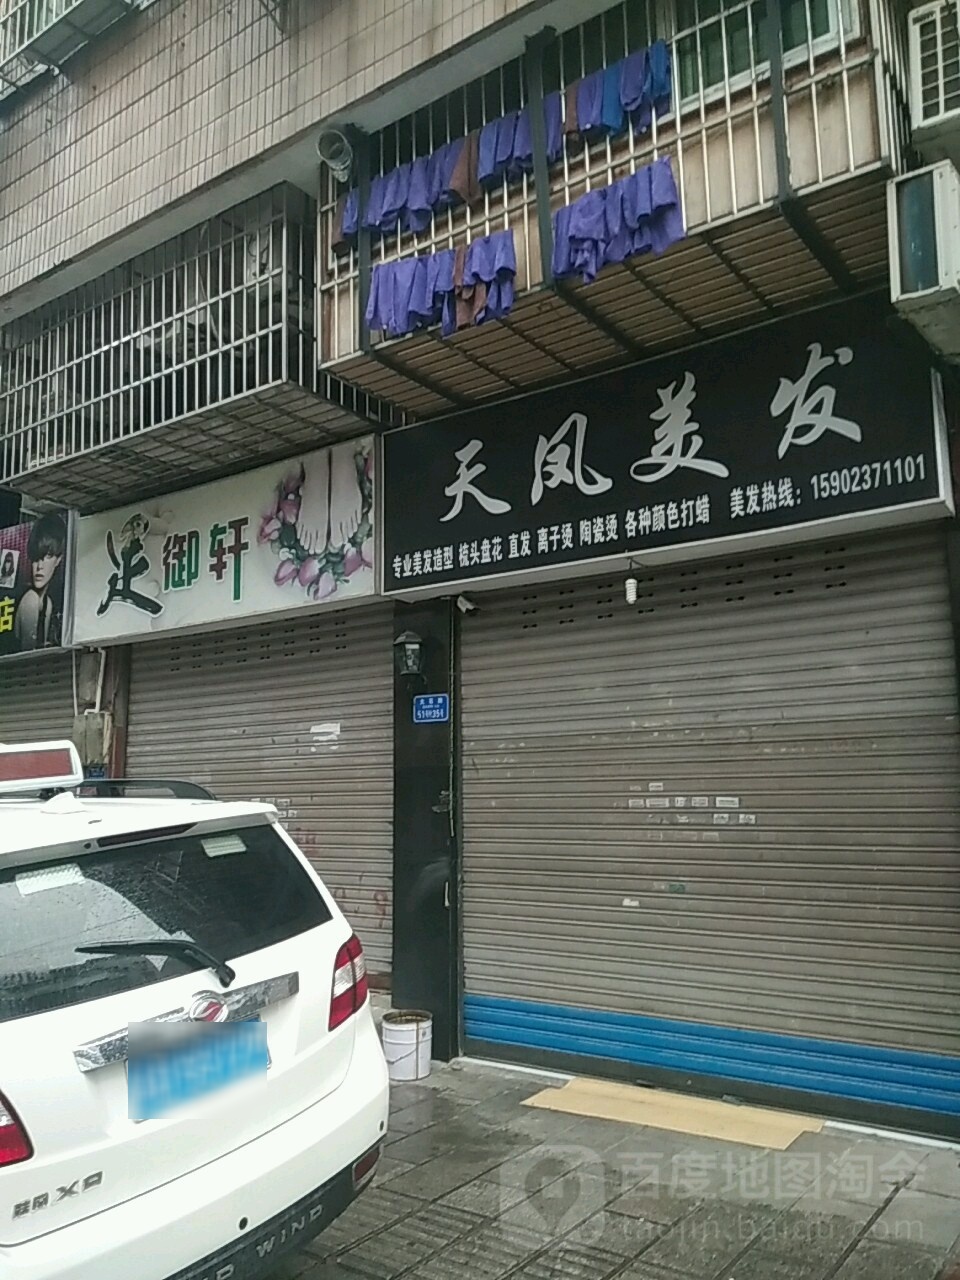 天凤美发
专业美发造型 梳头盘花 直发 离子烫 陶瓷烫 各种颜色打蜡 美发热线：15902371101
足御轩
店
WIND
百度地图淘金
taojin.baidu.com